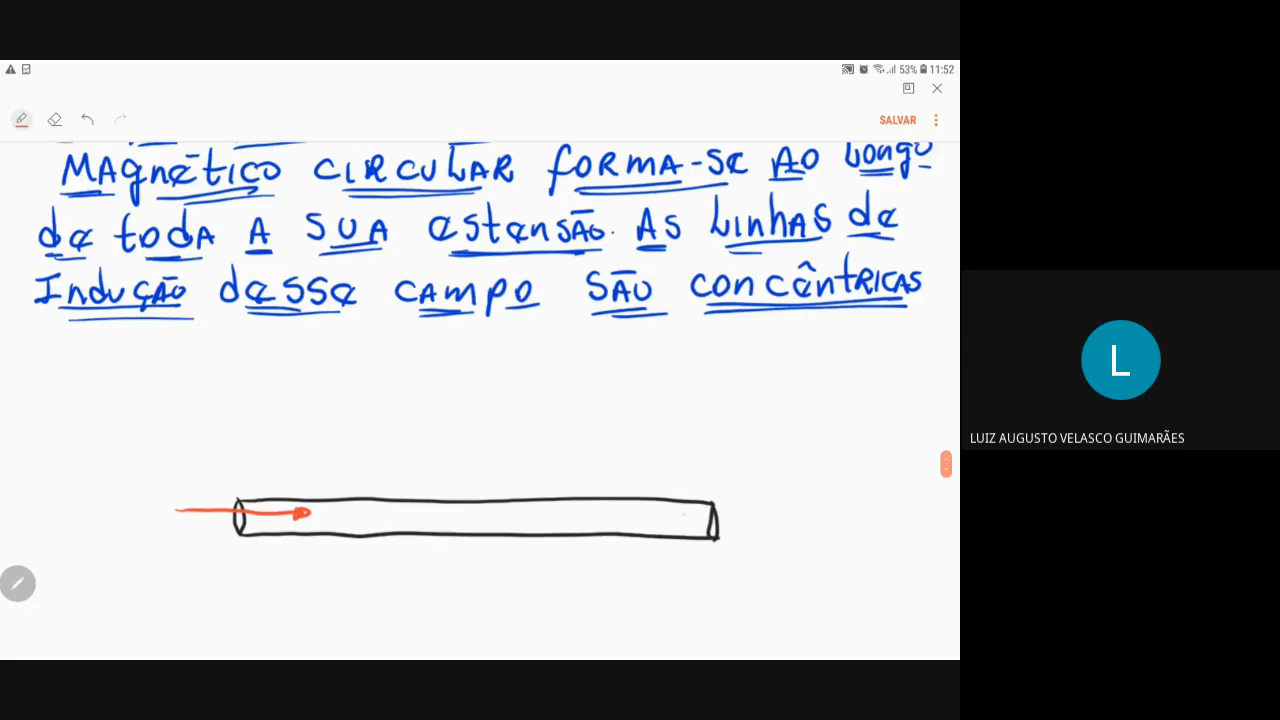 53% 11:52
SALVAR
MAgnético CIRCULAR forma-se AO Longo
de toda A SUA estensão. As Linhas de
Indução desse campo SÃO concêntricas
L
LUIZ AUGUSTO VELASCO GUIMARÃES